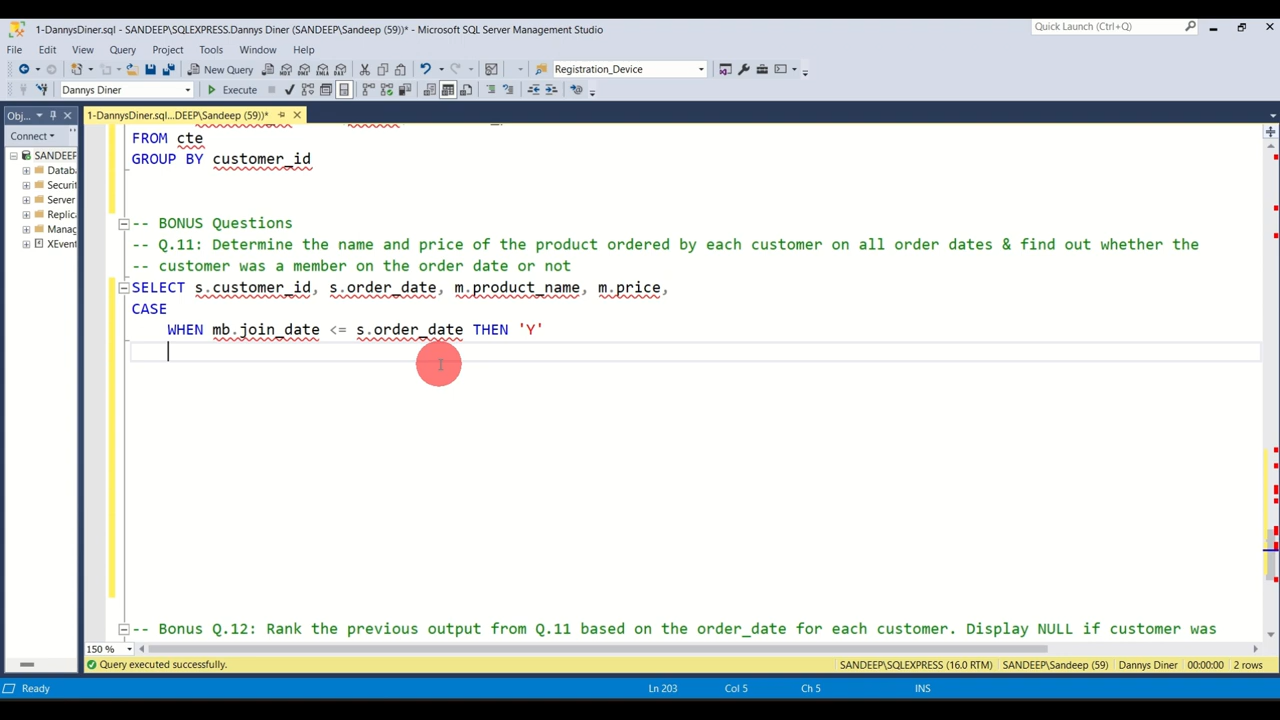 1-DannysDiner.sql - SANDEEP\SQLEXPRESS.Dannys Diner (SANDEEP\Sandeep (59))* - Microsoft SQL Server Management Studio
Quick Launch (Ctrl+Q)
File Edit View Query Project Tools Window Help
New Query
Registration_Device
Dannys Diner
Execute
Obj...
1-DannysDiner.sql...DEEP\Sandeep (59))*
Connect
SANDEEP
Datab
Securit
Server
Replica
Manag
XEvent
FROM cte
GROUP BY customer_id
-- BONUS Questions
-- Q.11: Determine the name and price of the product ordered by each customer on all order dates & find out whether the
-- customer was a member on the order date or not
SELECT s.customer_id, s.order_date, m.product_name, m.price,
CASE
WHEN mb.join_date <= s.order_date THEN 'Y'
-- Bonus Q.12: Rank the previous output from Q.11 based on the order_date for each customer. Display NULL if customer was
150 %
Query executed successfully.
SANDEEP\SQLEXPRESS (16.0 RTM) SANDEEP\Sandeep (59) Dannys Diner 00:00:00 2 rows
Ready
Ln 203 Col 5 Ch 5 INS